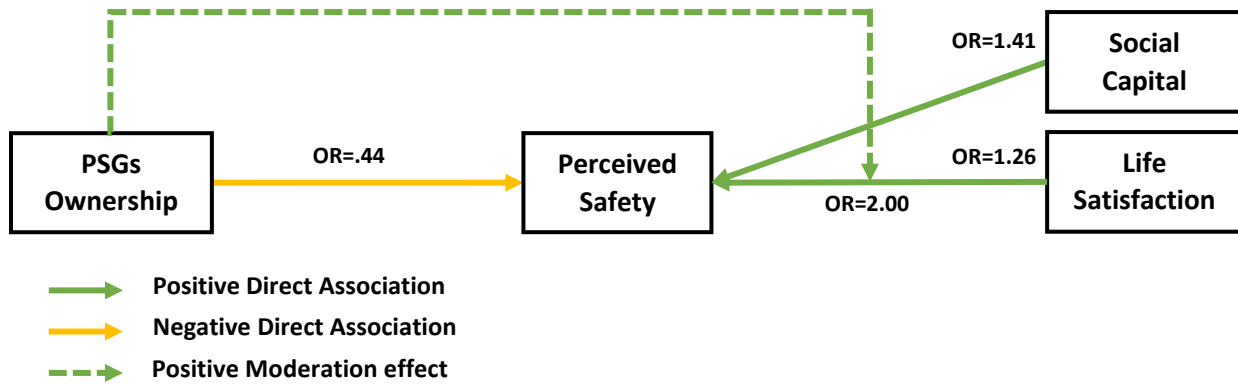 OR=1.41
Social
Capital
PSGs
Ownership
OR=.44
Perceived
Safety
OR=1.26
OR=2.00
Life
Satisfaction
Positive Direct Association
Negative Direct Association
Positive Moderation effect